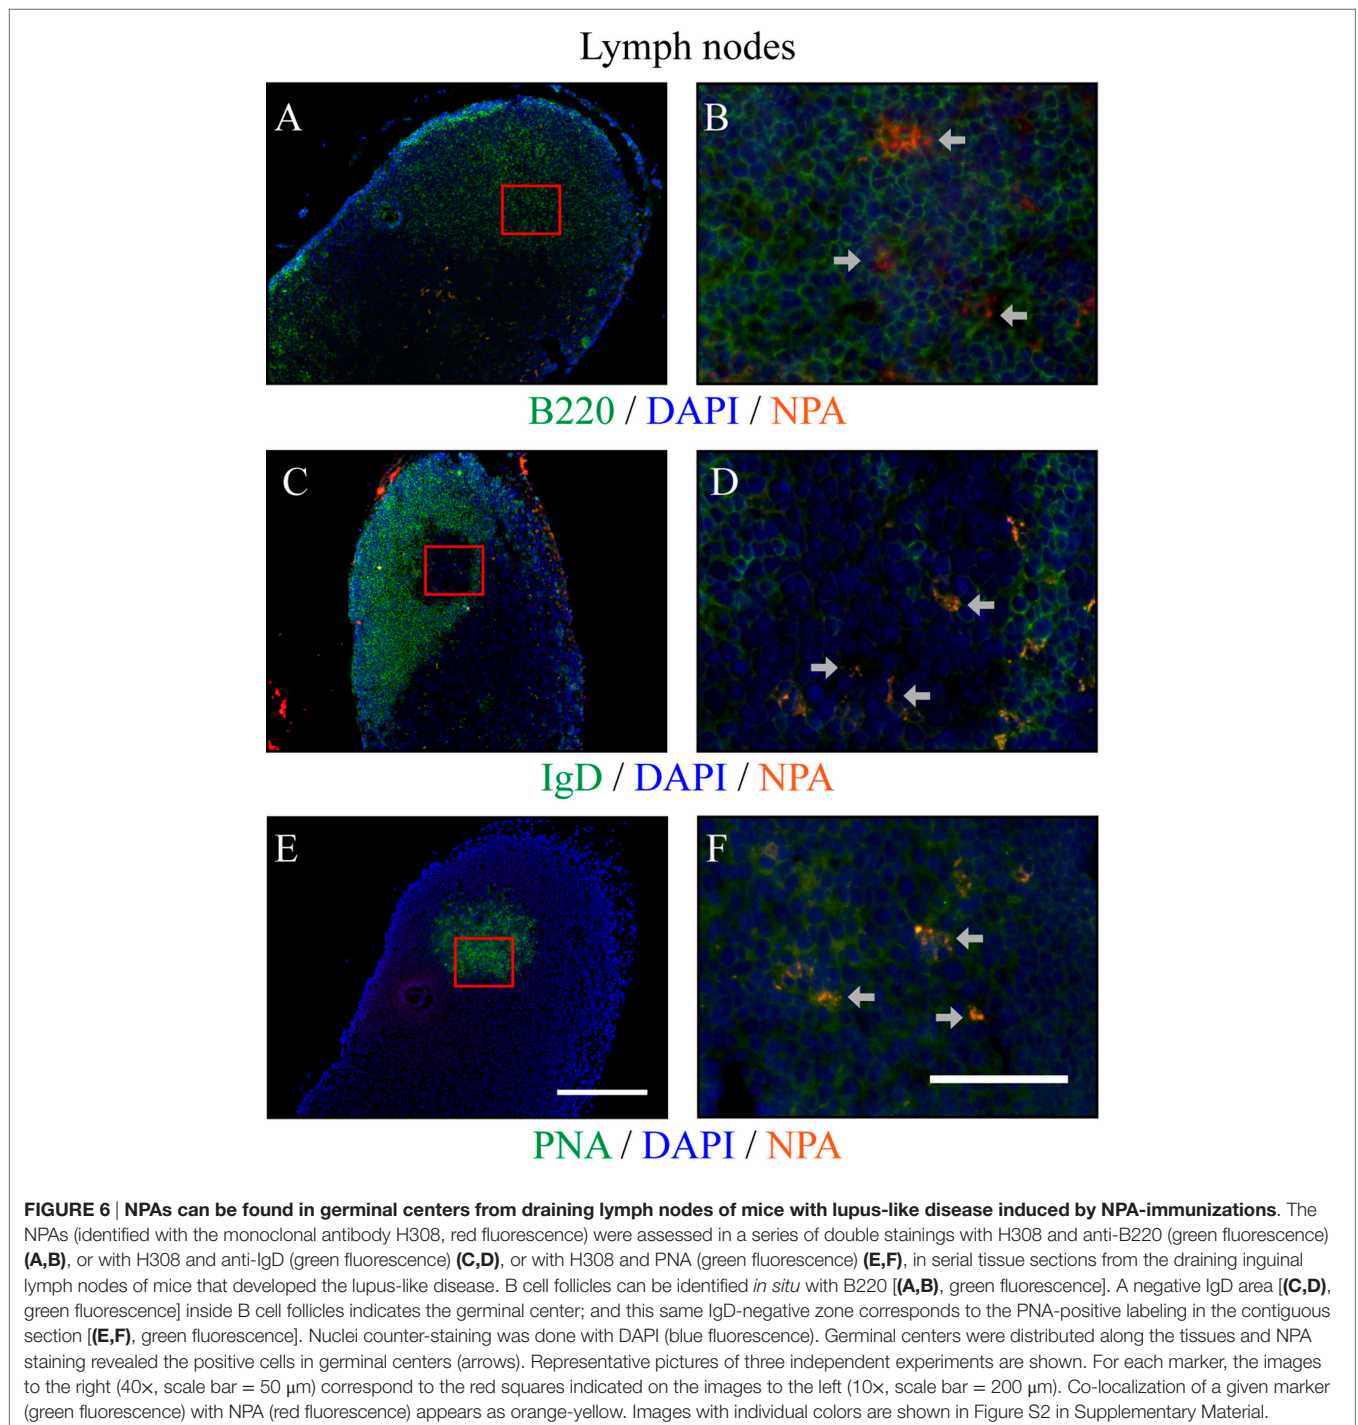 Lymph nodes
A
B
B220 / DAPI / NPA
C
D
IgD / DAPI / NPA
E
F
PNA / DAPI / NPA
FIGURE 6 | NPAs can be found in germinal centers from draining lymph nodes of mice with lupus-like disease induced by NPA-immunizations. The
NPAs (identified with the monoclonal antibody H308, red fluorescence) were assessed in a series of double stainings with H308 and anti-B220 (green fluorescence)
(A,B), or with H308 and anti-IgD (green fluorescence) (C,D), or with H308 and PNA (green fluorescence) (E,F), in serial tissue sections from the draining inguinal
lymph nodes of mice that developed the lupus-like disease. B cell follicles can be identified in situ with B220 [(A,B), green fluorescence]. A negative IgD area [(C,D),
green fluorescence] inside B cell follicles indicates the germinal center; and this same IgD-negative zone corresponds to the PNA-positive labeling in the contiguous
section [(E,F), green fluorescence]. Nuclei counter-staining was done with DAPI (blue fluorescence). Germinal centers were distributed along the tissues and NPA
staining revealed the positive cells in germinal centers (arrows). Representative pictures of three independent experiments are shown. For each marker, the images
to the right (40×, scale bar = 50 μm) correspond to the red squares indicated on the images to the left (10×, scale bar = 200 μm). Co-localization of a given marker
(green fluorescence) with NPA (red fluorescence) appears as orange-yellow. Images with individual colors are shown in Figure S2 in Supplementary Material.